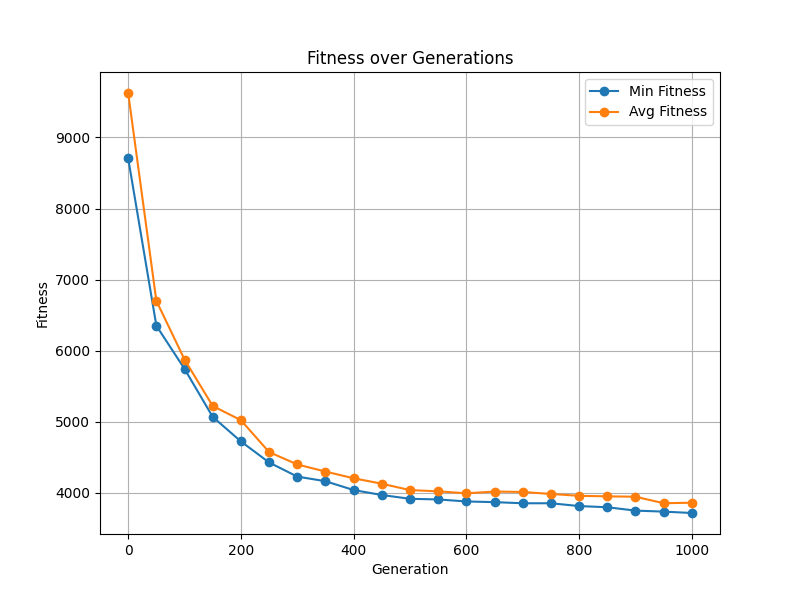 Fitness over Generations
Min Fitness
Avg Fitness
9000
8000
7000
6000
5000
4000
Fitness
0 200 400 600 800 1000
Generation